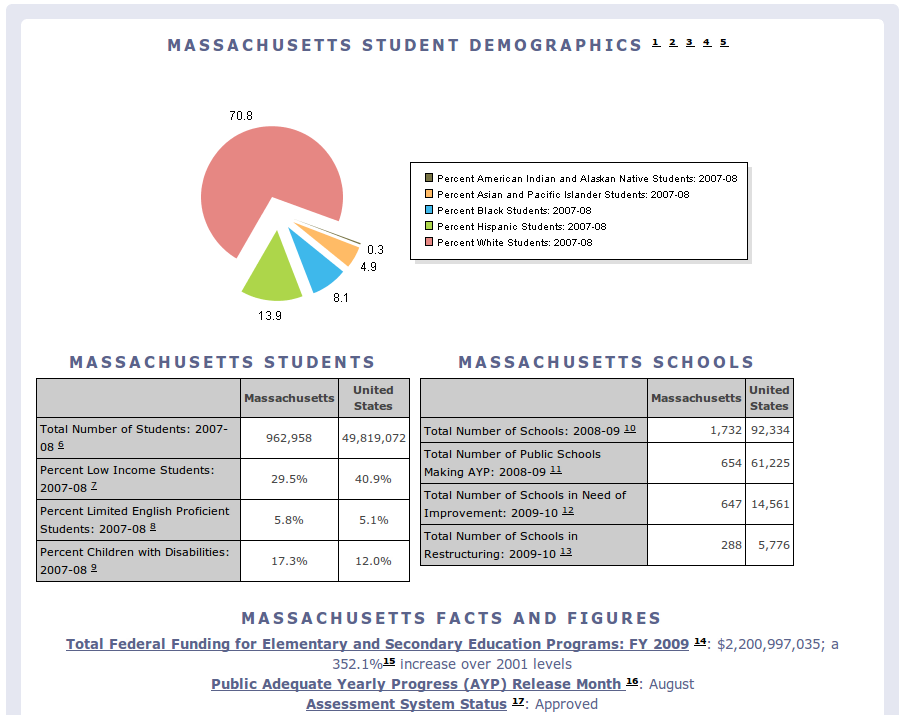 MASSACHUSETTS STUDENT DEMOGRAPHICS 1 2 3 4 5
70.8
Percent American Indian and Alaskan Native Students: 2007-08
Percent Asian and Pacific Islander Students: 2007-08
Percent Black Students: 2007-08
Percent Hispanic Students: 2007-08
Percent White Students: 2007-08
0.3
4.9
8.1
13.9
MASSACHUSETTS STUDENTS
Massachusetts United
States
Total Number of Students: 2007-
08 6 962,958 49,819,072
Percent Low Income Students:
2007-08 7 29.5% 40.9%
Percent Limited English Proficient
Students: 2007-08 8 5.8% 5.1%
Percent Children with Disabilities:
2007-08 9 17.3% 12.0%
MASSACHUSETTS SCHOOLS
Massachusetts United
States
Total Number of Schools: 2008-09 10 1,732 92,334
Total Number of Public Schools
Making AYP: 2008-09 11 654 61,225
Total Number of Schools in Need of
Improvement: 2009-10 12 647 14,561
Total Number of Schools in
Restructuring: 2009-10 13 288 5,776
MASSACHUSETTS FACTS AND FIGURES
Total Federal Funding for Elementary and Secondary Education Programs: FY 2009 14: $2,200,997,035; a
352.1%15 increase over 2001 levels
Public Adequate Yearly Progress (AYP) Release Month 16: August
Assessment System Status 17: Approved